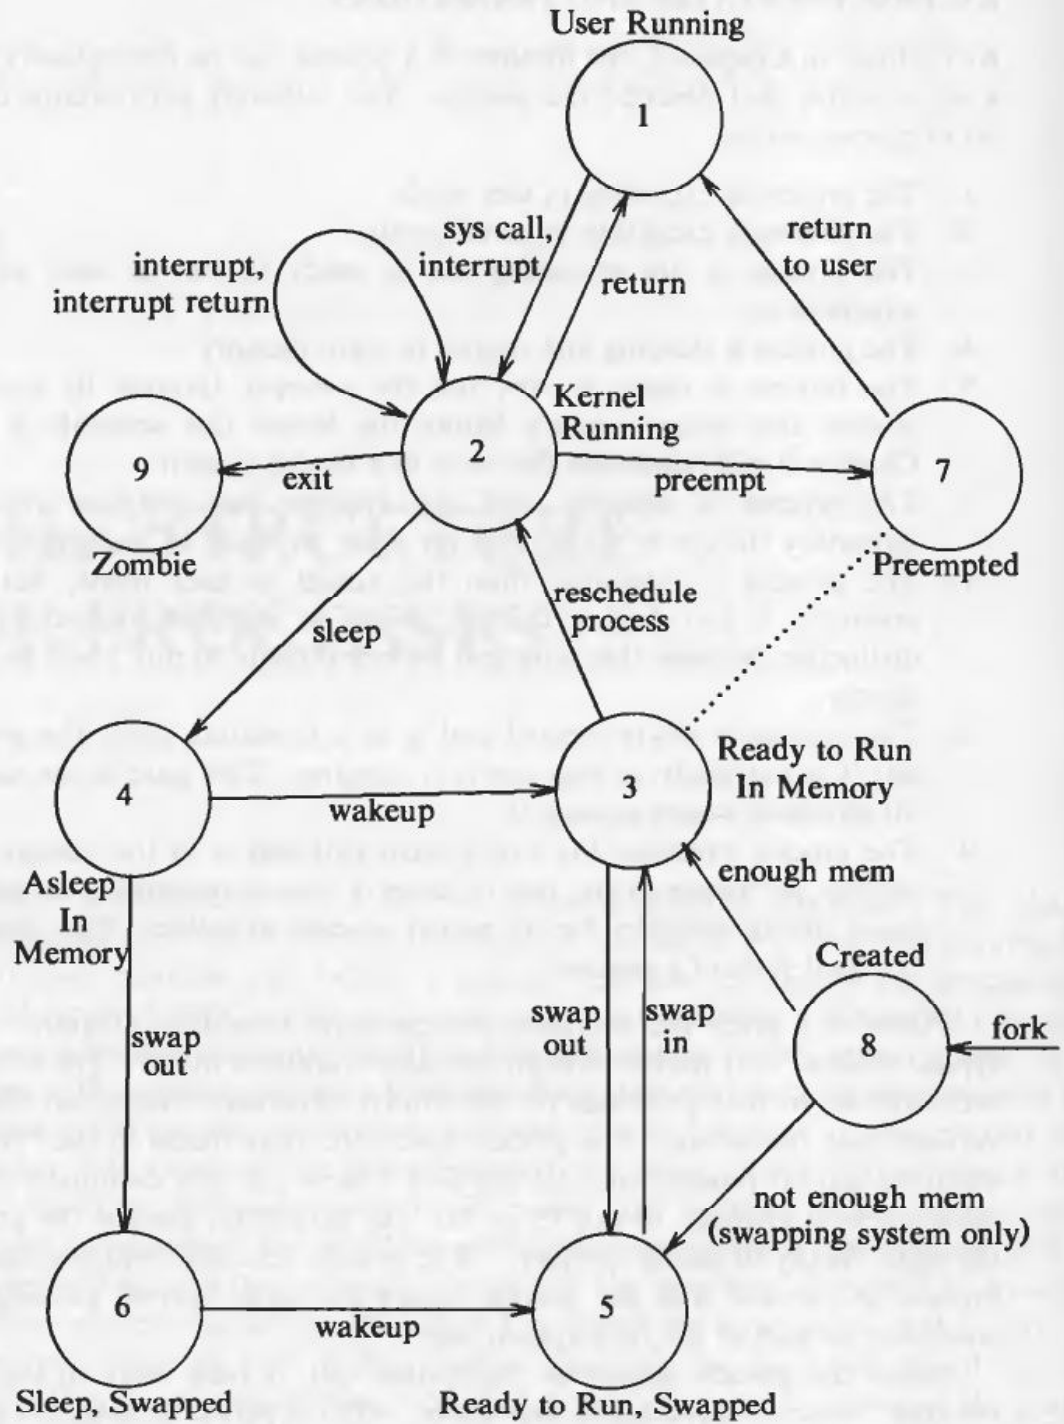 User Running
1
sys call,
interrupt
return
return
to user
interrupt,
interrupt return
Kernel
Running
2
9
exit
preempt
7
Zombie
Preempted
sleep
reschedule
process
4
wakeup
3
Ready to Run
In Memory
Asleep
In
Memory
enough mem
Created
8
fork
swap
out
swap
out
swap
in
not enough mem
(swapping system only)
6
wakeup
5
Sleep, Swapped
Ready to Run, Swapped